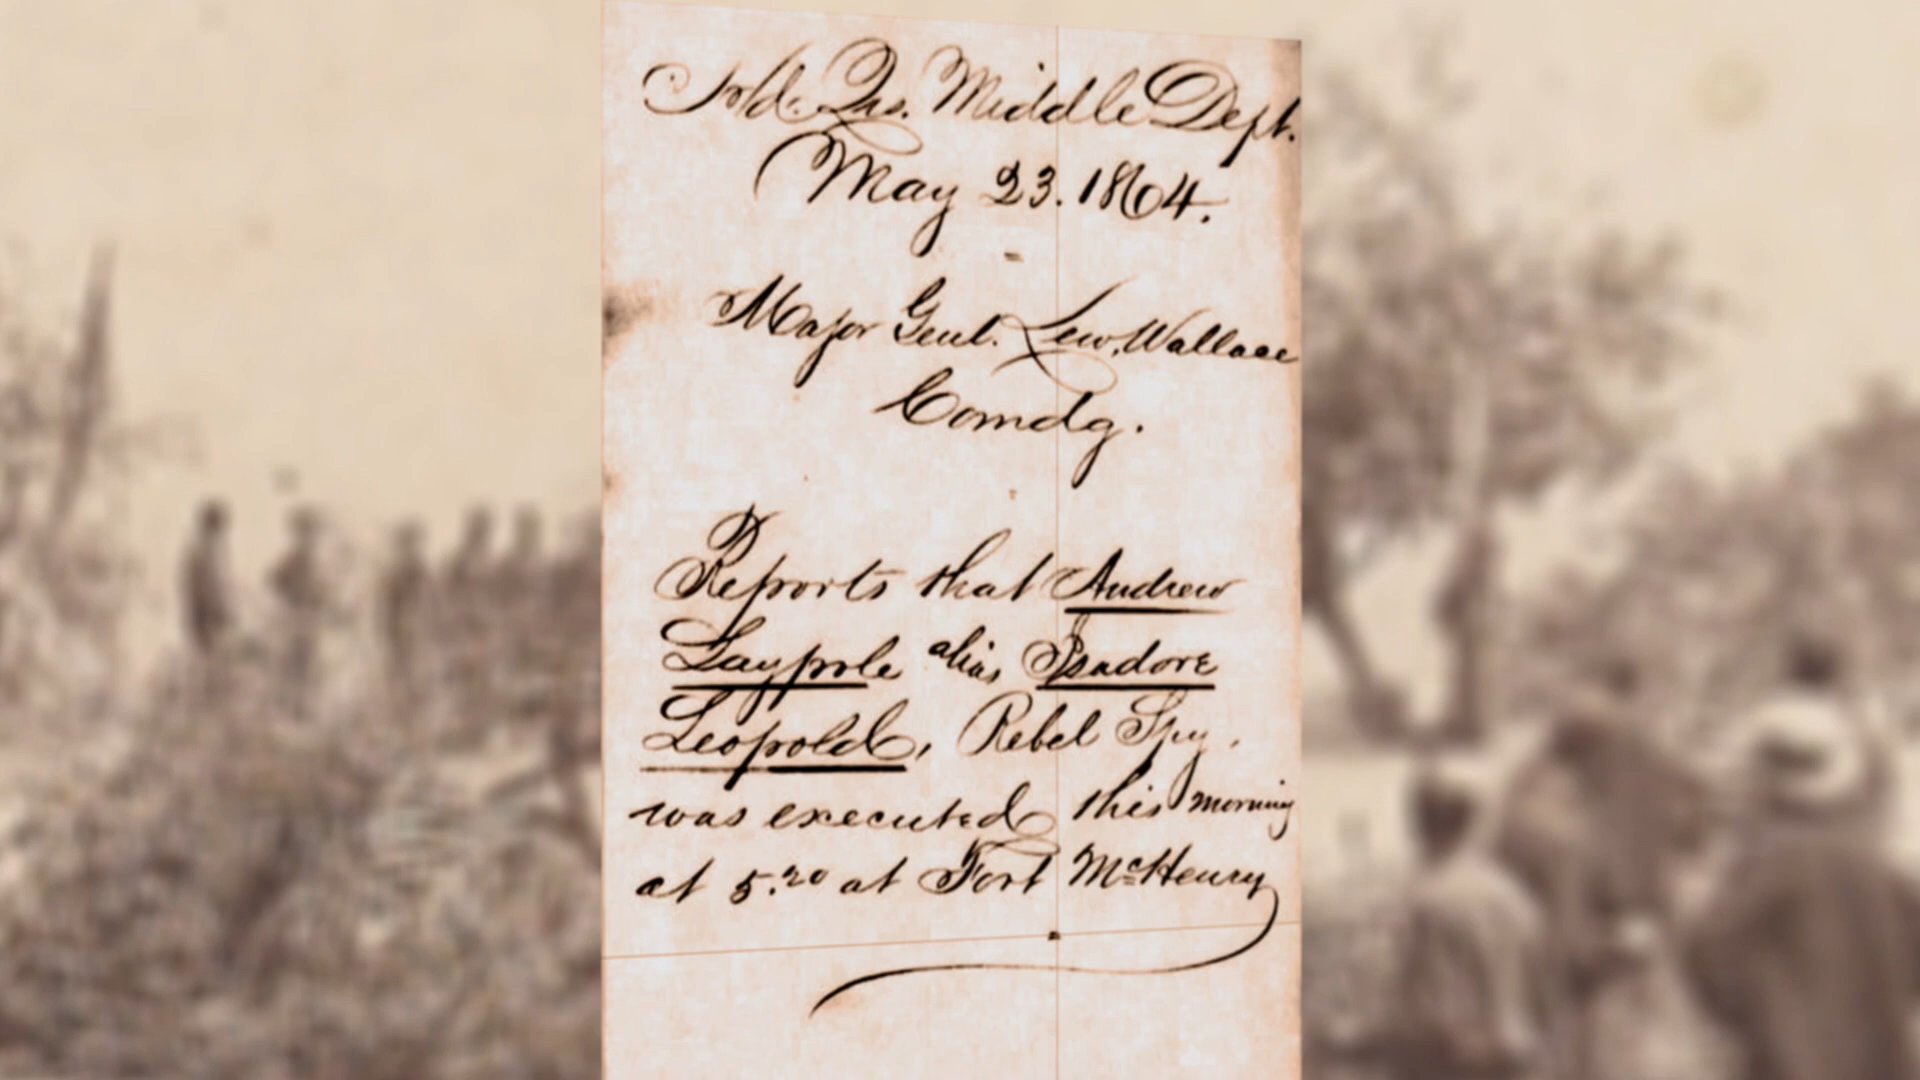 Hd. Qrs. Middle Dept.
May 23. 1864.
Major Genl. Lew. Wallace
Comdg.
Reports that Andrew
Laypole alias Isadore
Leopold, Rebel Spy,
was executed this morning
at 5.20 at Fort McHenry